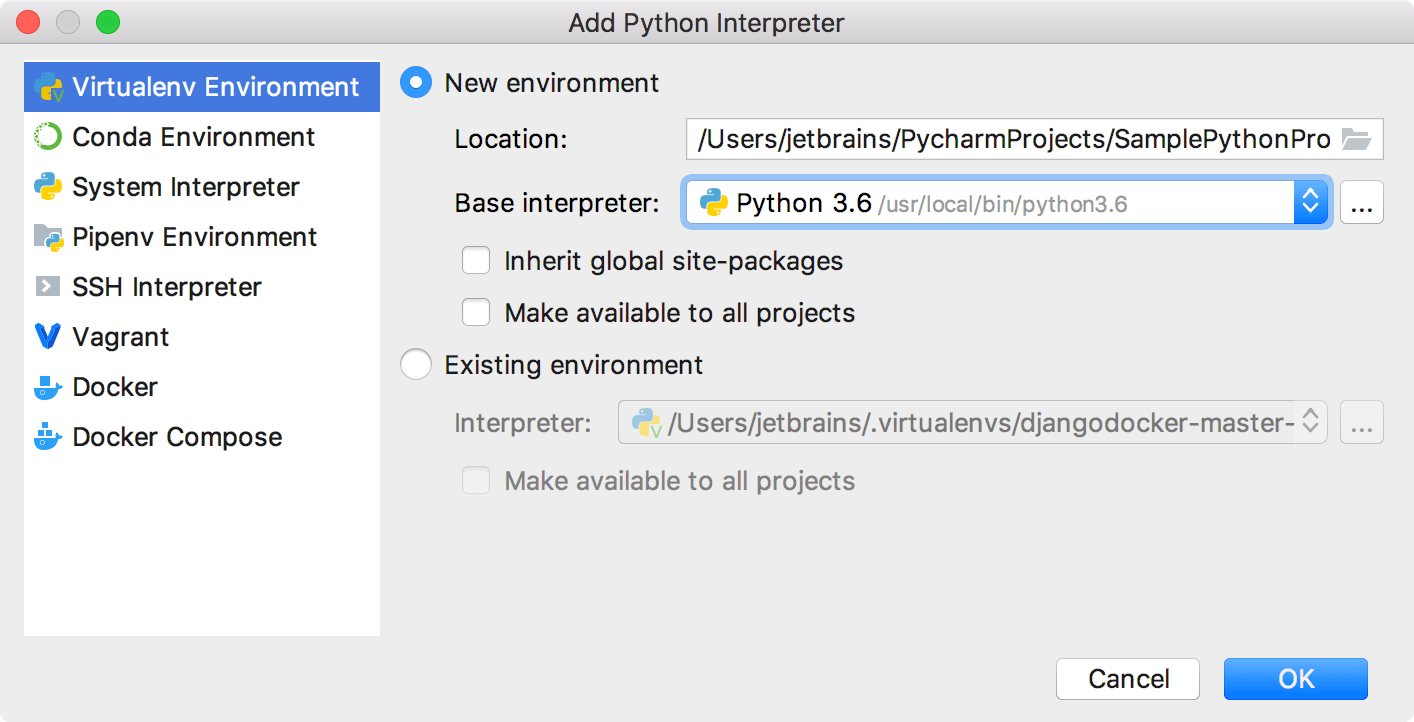 Add Python Interpreter
Virtualenv Environment
Conda Environment
System Interpreter
Pipenv Environment
SSH Interpreter
Vagrant
Docker
Docker Compose
New environment
Location: /Users/jetbrains/PycharmProjects/SamplePythonPro
Base interpreter: Python 3.6 /usr/local/bin/python3.6 ...
Inherit global site-packages
Make available to all projects
Existing environment
Interpreter: /Users/jetbrains/.virtualenvs/djangodocker-master- ...
Make available to all projects
Cancel OK